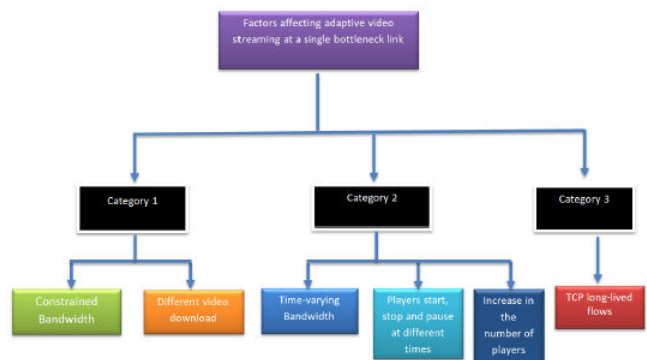 Factors affecting adaptive video
streaming at a single bottleneck link
Category 1
Category 2
Category 3
Constrained
Bandwidth
Different video
download
Time-varying
Bandwidth
Players start,
stop and pause
at different
times
Increase in
the
number of
players
TCP long-lived
flows